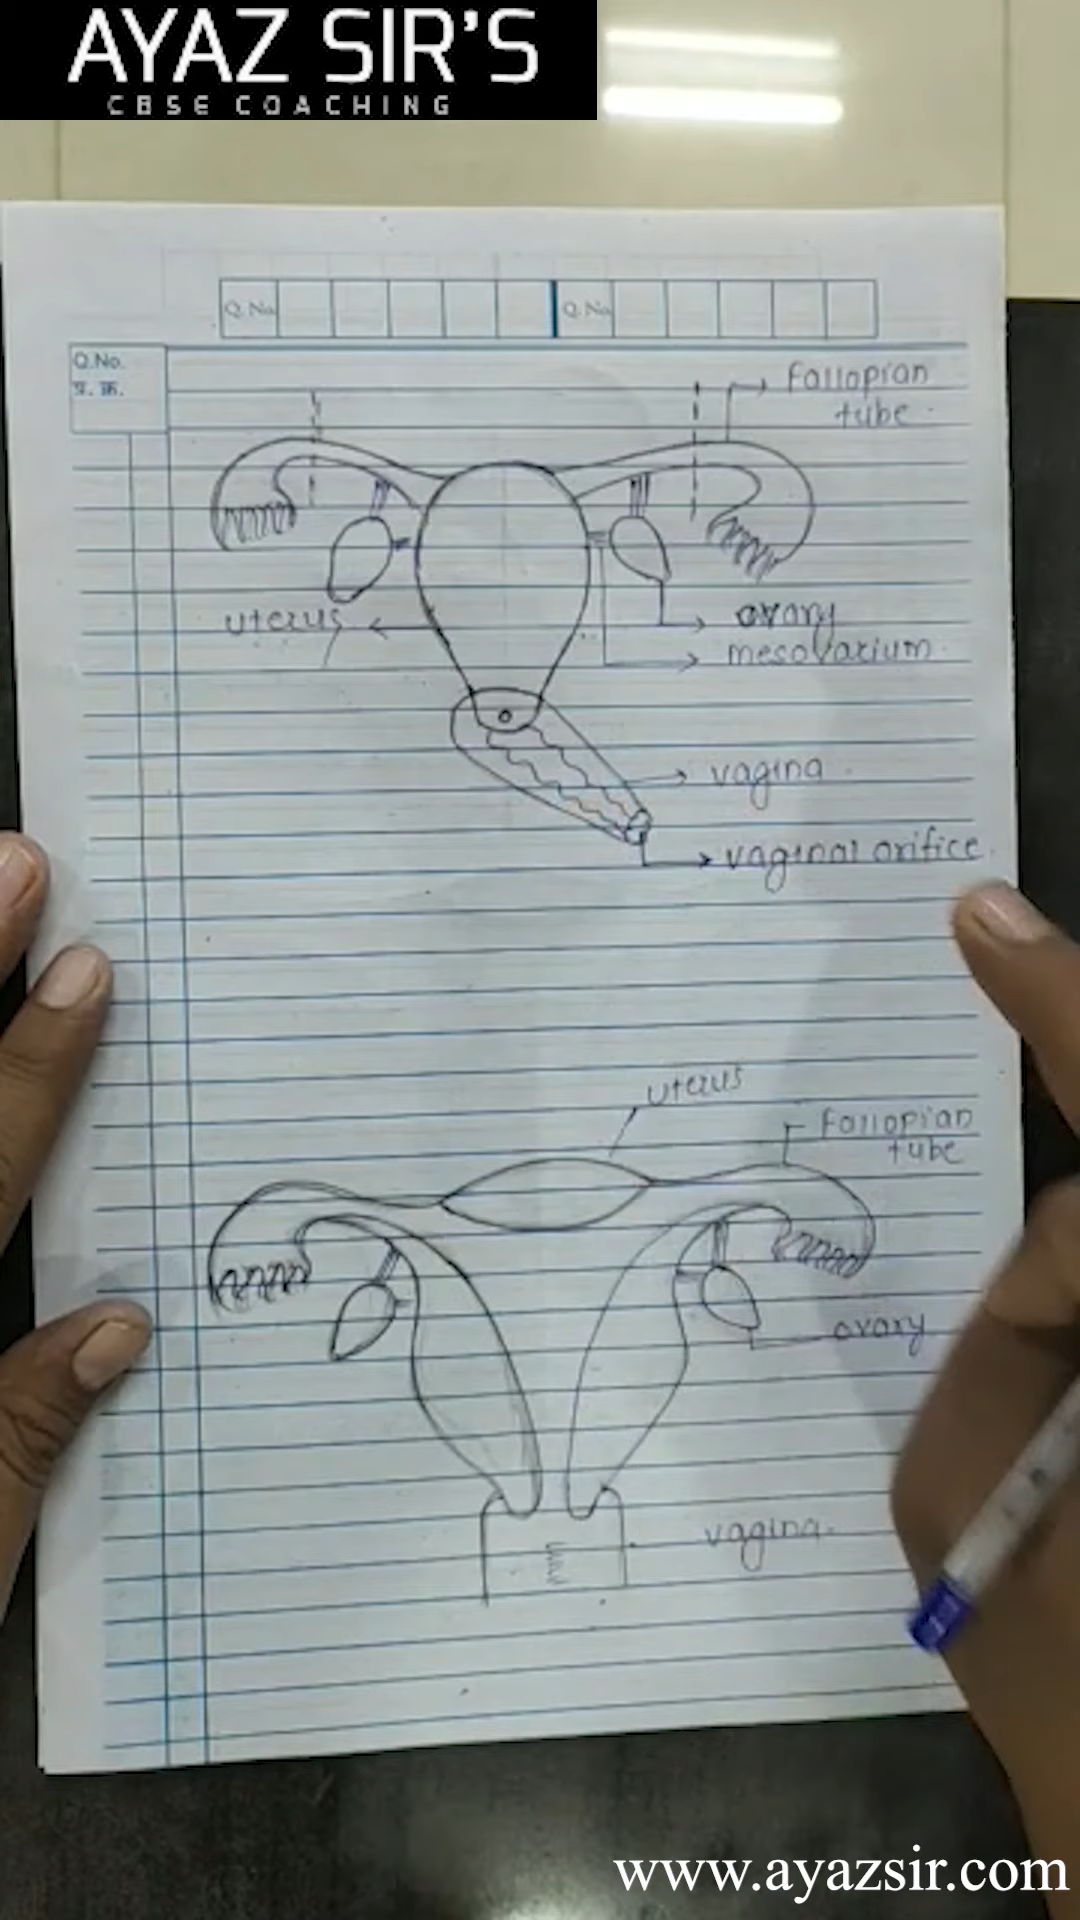 AYAZ SIR'S
CBSE COACHING
Q.No. Q.No.
Q.No.
प्र. क्र.
Fallopian
tube.
uterus
ovary
mesovarium.
vagina.
vaginal orifice.
uterus
Fallopian
tube
ovary
vagina.
www.ayazsir.com